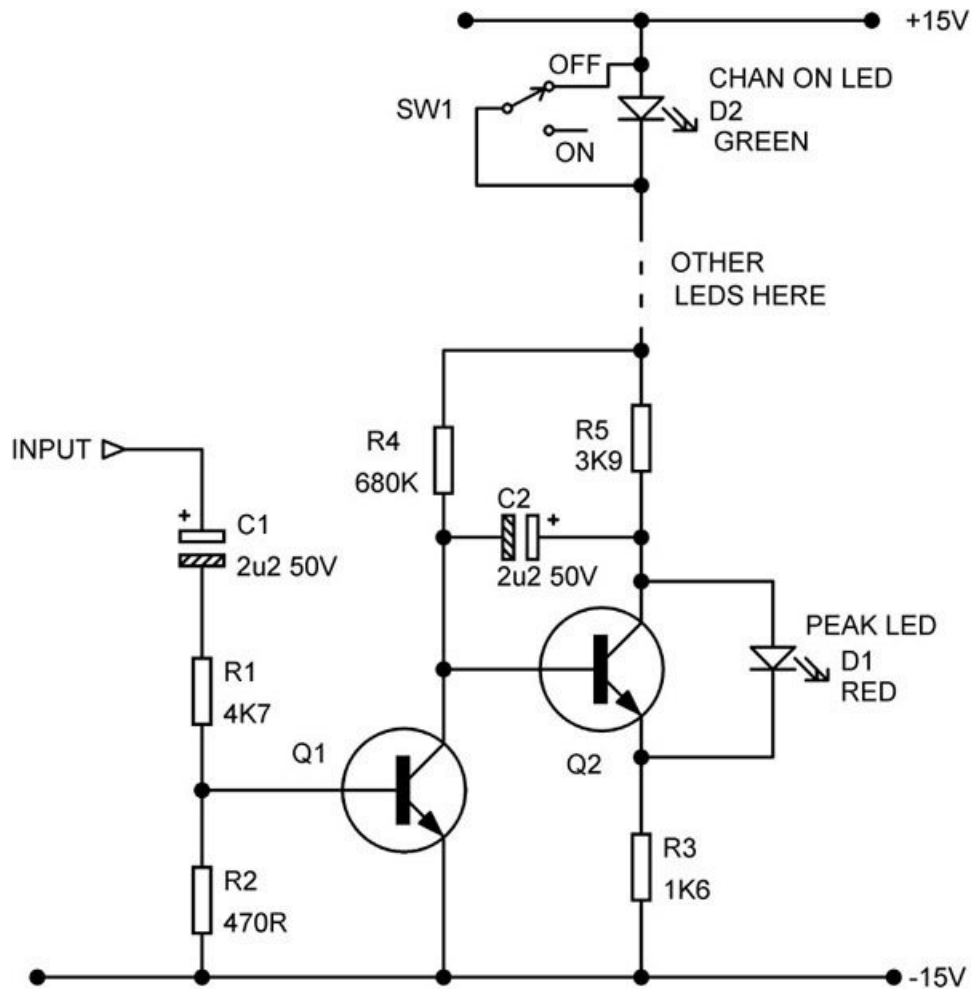 +15V
OFF
CHAN ON LED
SW1
D2
GREEN
ON
OTHER
LEDS HERE
INPUT
R4
680K
R5
3K9
C2
+
2u2 50V
+
C1
2u2 50V
PEAK LED
D1
RED
R1
4K7
Q1
Q2
R3
1K6
R2
470R
-15V